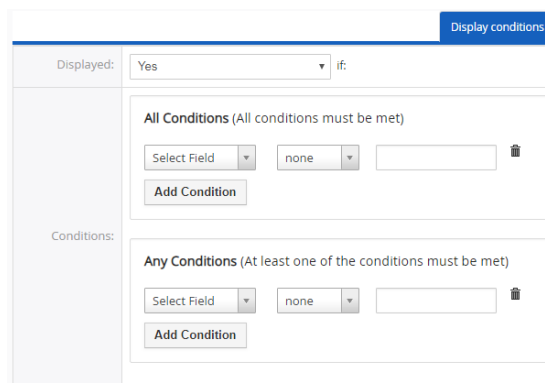 Display conditions
Displayed: Yes if:
All Conditions (All conditions must be met)
Select Field none
Add Condition
Conditions:
Any Conditions (At least one of the conditions must be met)
Select Field none
Add Condition